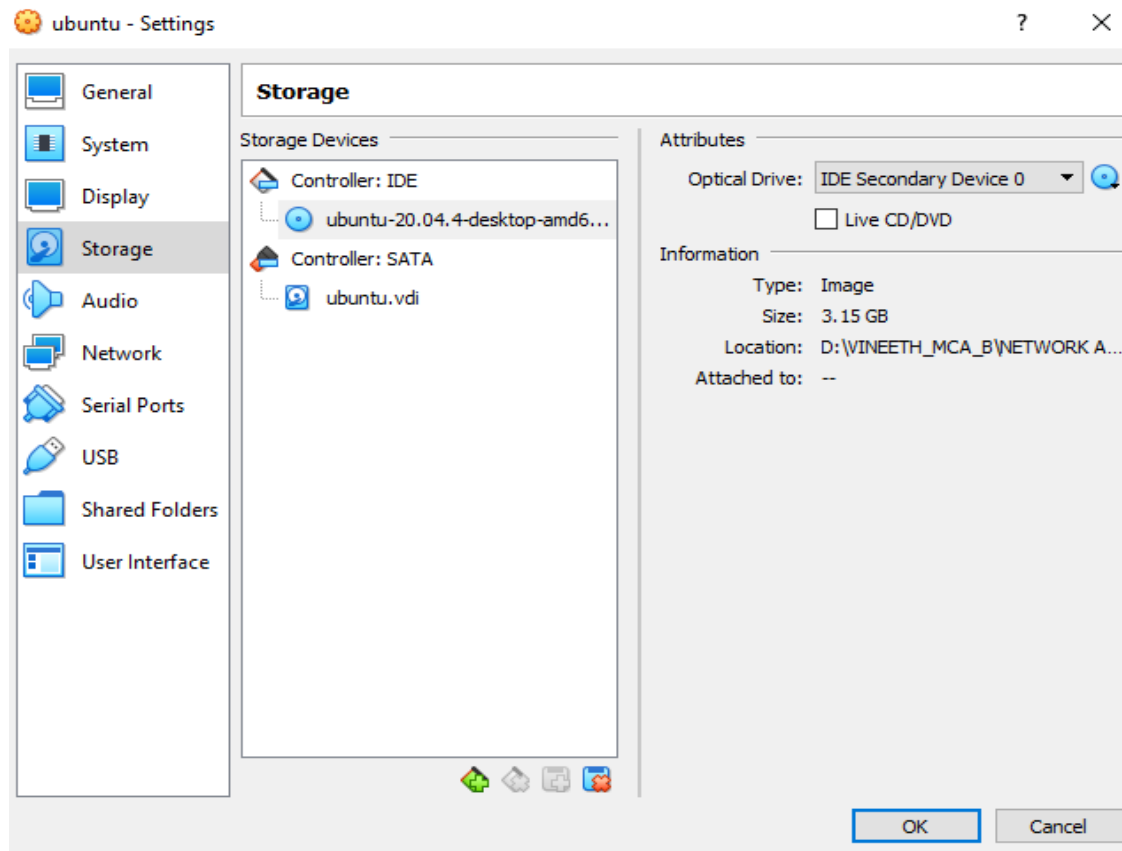 ubuntu - Settings
?
General
System
Display
Storage
Audio
Network
Serial Ports
USB
Shared Folders
User Interface
Storage
Storage Devices
Controller: IDE
ubuntu-20.04.4-desktop-amd6...
Controller: SATA
ubuntu.vdi
Attributes
Optical Drive: IDE Secondary Device 0
Live CD/DVD
Information
Type: Image
Size: 3.15 GB
Location: D:\VINEETH_MCA_B\NETWORK A...
Attached to: --
OK
Cancel